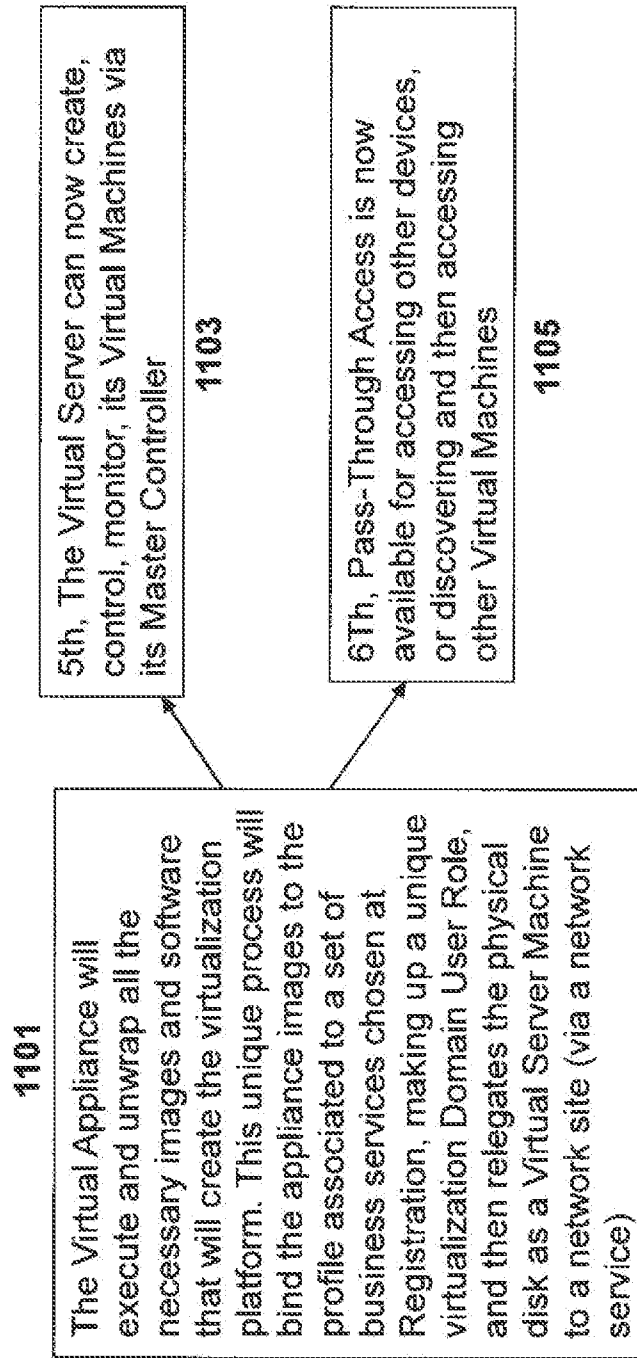 1101
The Virtual Appliance will
execute and unwrap all the
necessary images and software
that will create the virtualization
platform. This unique process will
bind the appliance images to the
profile associated to a set of
business services chosen at
Registration, making up a unique
virtualization Domain User Role,
and then relegates the physical
disk as a Virtual Server Machine
to a network site (via a network
service)
5th, The Virtual Server can now create,
control, monitor, its Virtual Machines via
its Master Controller
1103
6Th, Pass-Through Access is now
available for accessing other devices,
or discovering and then accessing
other Virtual Machines
1105